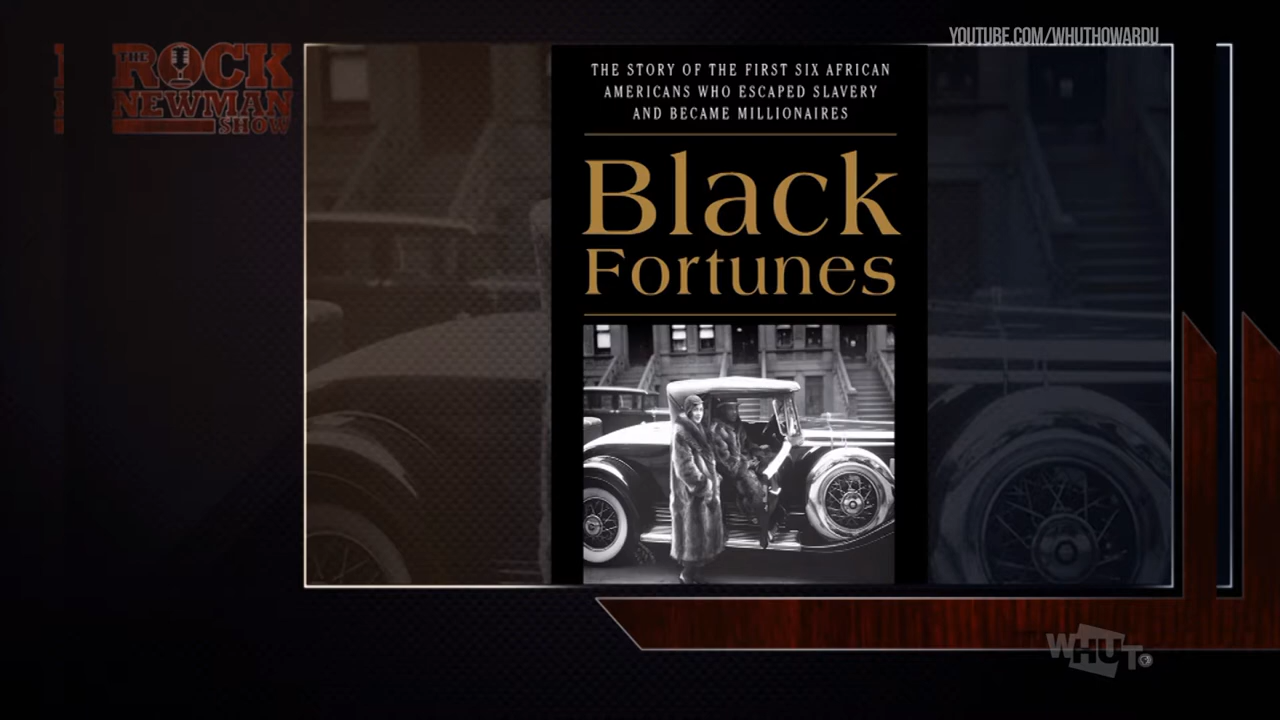 YOUTUBE.COM/WHUTHOWARDU
THE
ROCK
NEWMAN
SHOW
THE STORY OF THE FIRST SIX AFRICAN
AMERICANS WHO ESCAPED SLAVERY
AND BECAME MILLIONAIRES
Black
Fortunes
WHUT